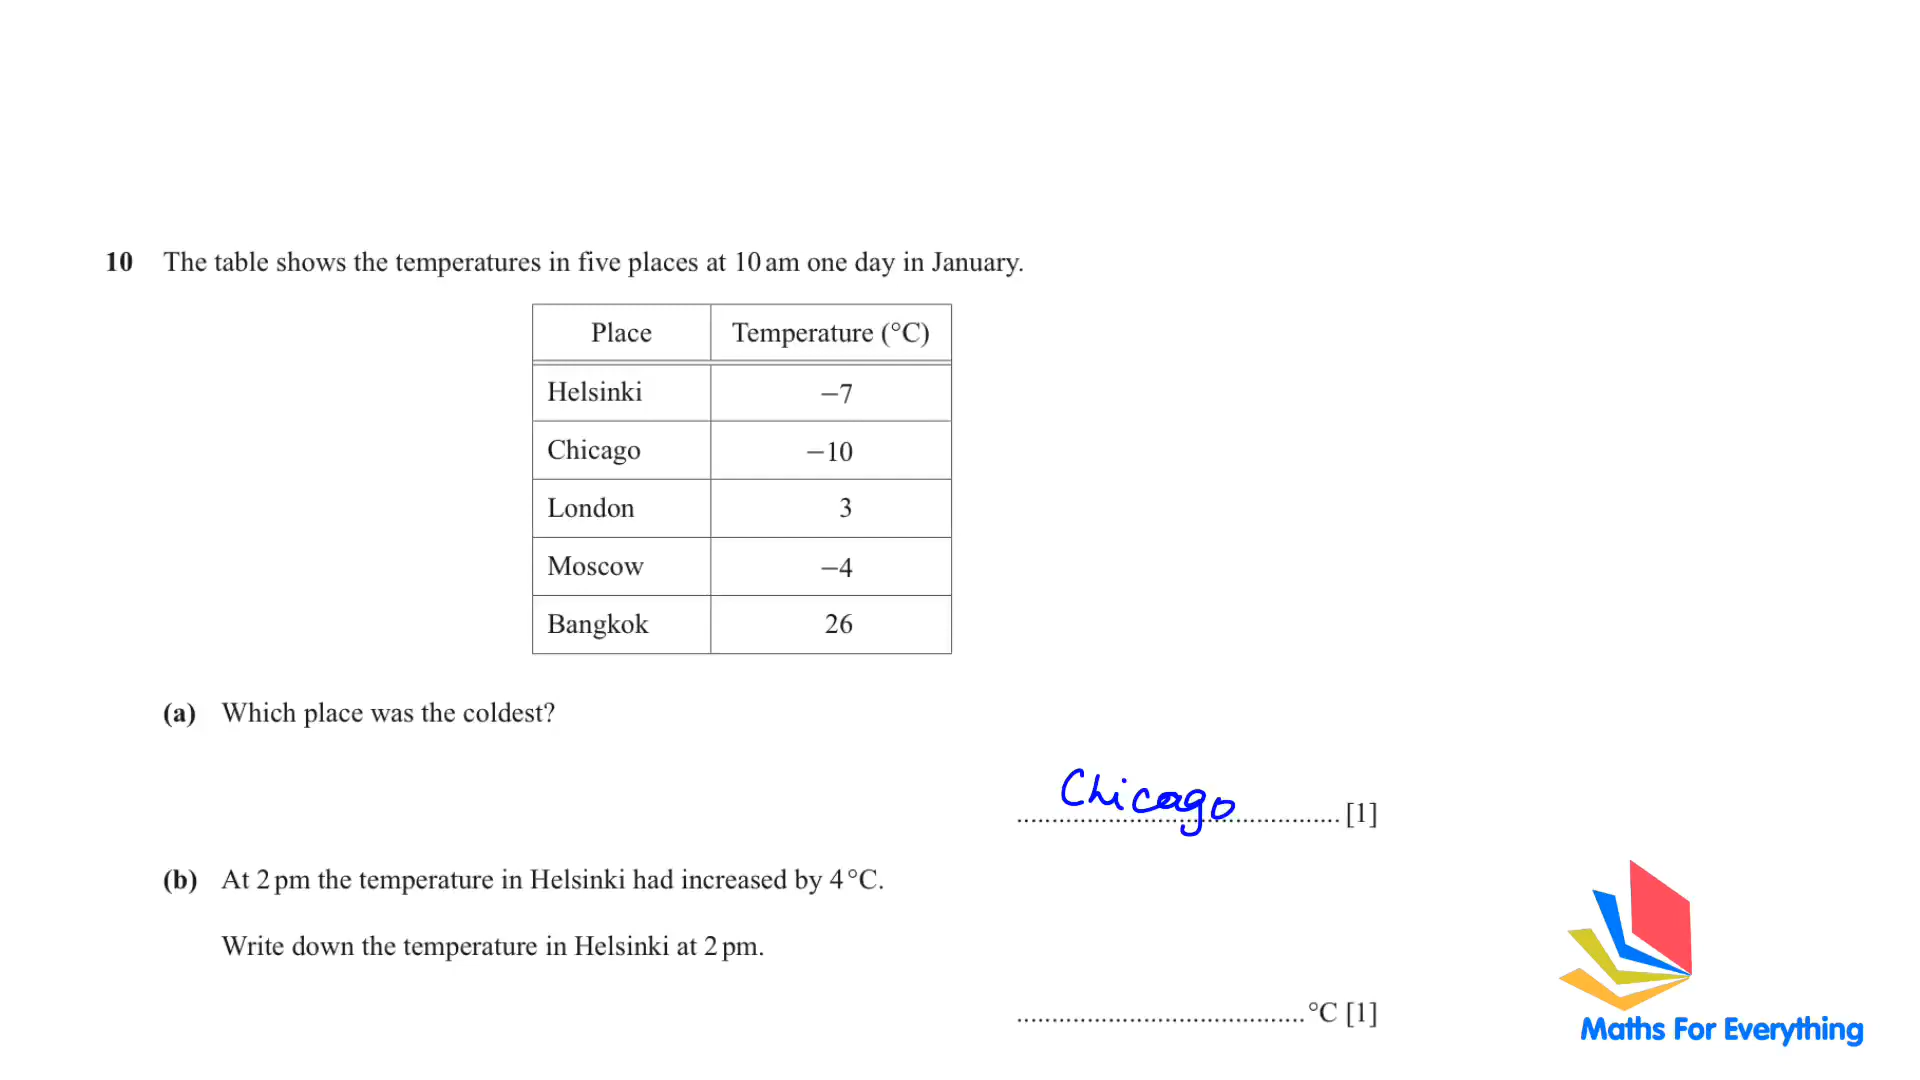 10 The table shows the temperatures in five places at 10 am one day in January.
Place Temperature (°C)
Helsinki −7
Chicago −10
London 3
Moscow −4
Bangkok 26
(a) Which place was the coldest?
Chicago
........................................ [1]
(b) At 2 pm the temperature in Helsinki had increased by 4 °C.
Write down the temperature in Helsinki at 2 pm.
........................................ °C [1]
Maths For Everything